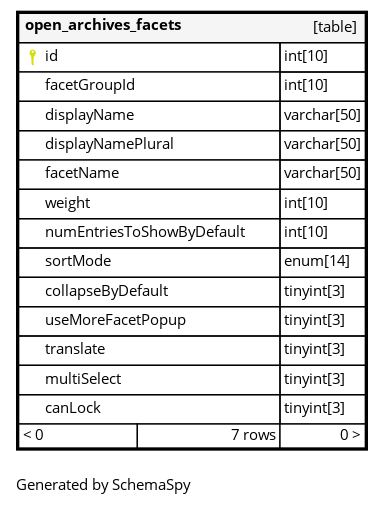 open_archives_facets [table]
id int[10]
facetGroupId int[10]
displayName varchar[50]
displayNamePlural varchar[50]
facetName varchar[50]
weight int[10]
numEntriesToShowByDefault int[10]
sortMode enum[14]
collapseByDefault tinyint[3]
useMoreFacetPopup tinyint[3]
translate tinyint[3]
multiSelect tinyint[3]
canLock tinyint[3]
< 0 7 rows 0 >
Generated by SchemaSpy